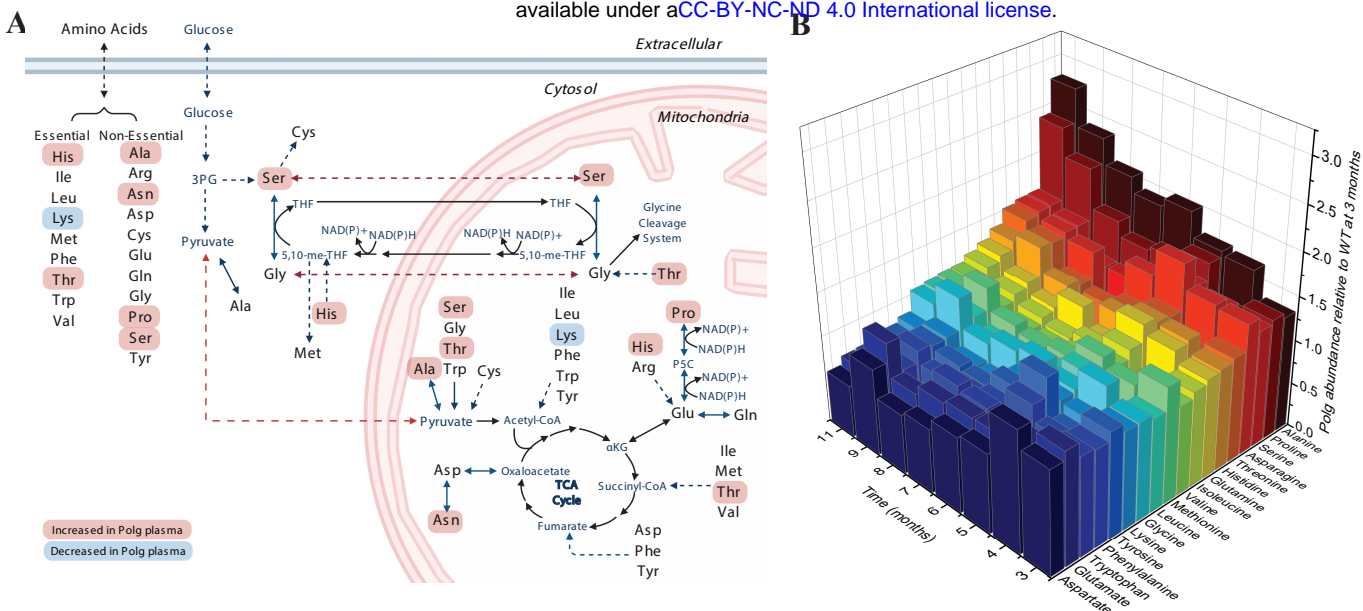 available under aCC-BY-NC-ND 4.0 International license.
A
Amino Acids
Glucose
Extracellular
Cytosol
Mitochondria
Glucose
Essential Non-Essential
His
Ile
Leu
Lys
Met
Phe
Thr
Trp
Val
Ala
Arg
Asn
Asp
Cys
Glu
Gln
Gly
Pro
Ser
Tyr
3PG
Pyruvate
Ala
Cys
Ser
THF
NAD(P)+
NAD(P)H
5,10-me-THF
Gly
His
Met
Ser
THF
NAD(P)H
NAD(P)+
5,10-me-THF
Gly
Glycine
Cleavage
System
Thr
Ser
Gly
Thr
Trp
Ala
Cys
Pyruvate
Ile
Leu
Lys
Phe
Trp
Tyr
Acetyl-CoA
His
Arg
Pro
NAD(P)+
NAD(P)H
P5C
NAD(P)+
NAD(P)H
Glu
Gln
αKG
Asp
Oxaloacetate
Asn
TCA
Cycle
Succinyl-CoA
Ile
Met
Thr
Val
Fumarate
Asp
Phe
Tyr
Increased in Polg plasma
Decreased in Polg plasma
B
3.0
2.5
2.0
1.5
1.0
0.5
0.0
Polg abundance relative to WT at 3 months
11
9
8
7
6
5
4
3
Time (months)
Alanine
Proline
Serine
Asparagine
Threonine
Histidine
Glutamine
Isoleucine
Valine
Methionine
Leucine
Glycine
Lysine
Tyrosine
Phenylalanine
Tryptophan
Glutamate
Aspartate